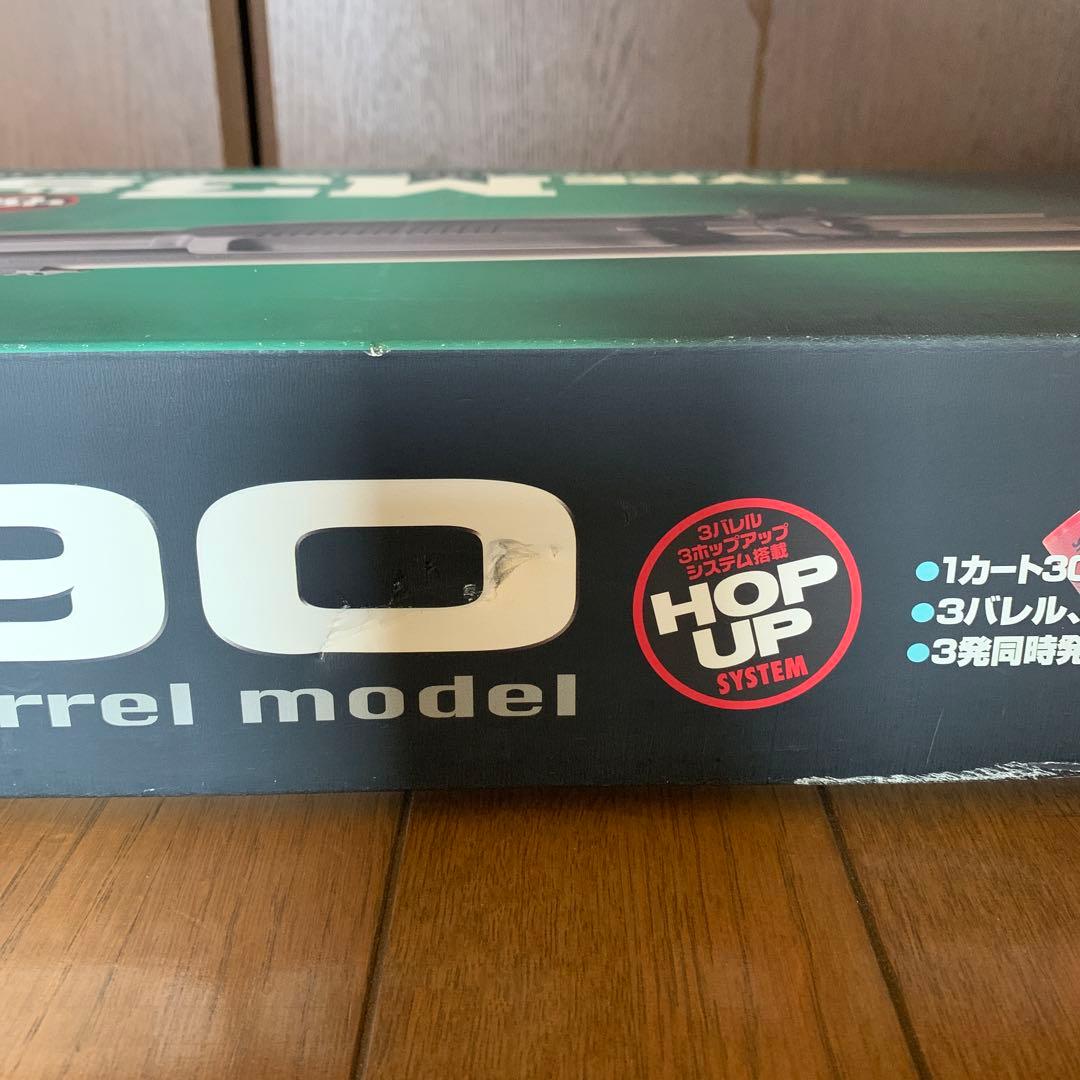 M3
90
rrel model
3バレル
3ホップアップ
システム搭載
HOP
UP
SYSTEM
●1カート30
●3バレル、
●3発同時発